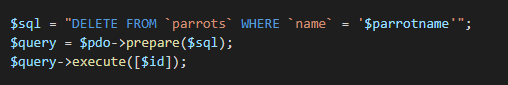 $sql = "DELETE FROM `parrots` WHERE `name` = '$parrotname'";
$query = $pdo->prepare($sql);
$query->execute([$id]);